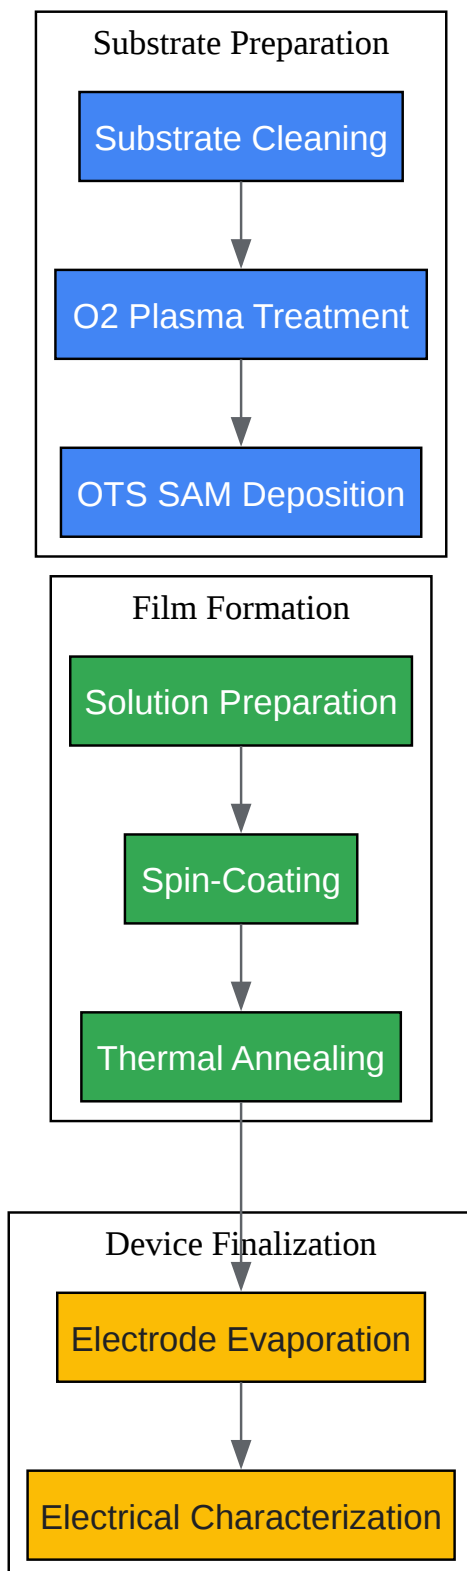 Substrate Preparation
Substrate Cleaning
O2 Plasma Treatment
OTS SAM Deposition
Film Formation
Solution Preparation
Spin-Coating
Thermal Annealing
Device Finalization
Electrode Evaporation
Electrical Characterization